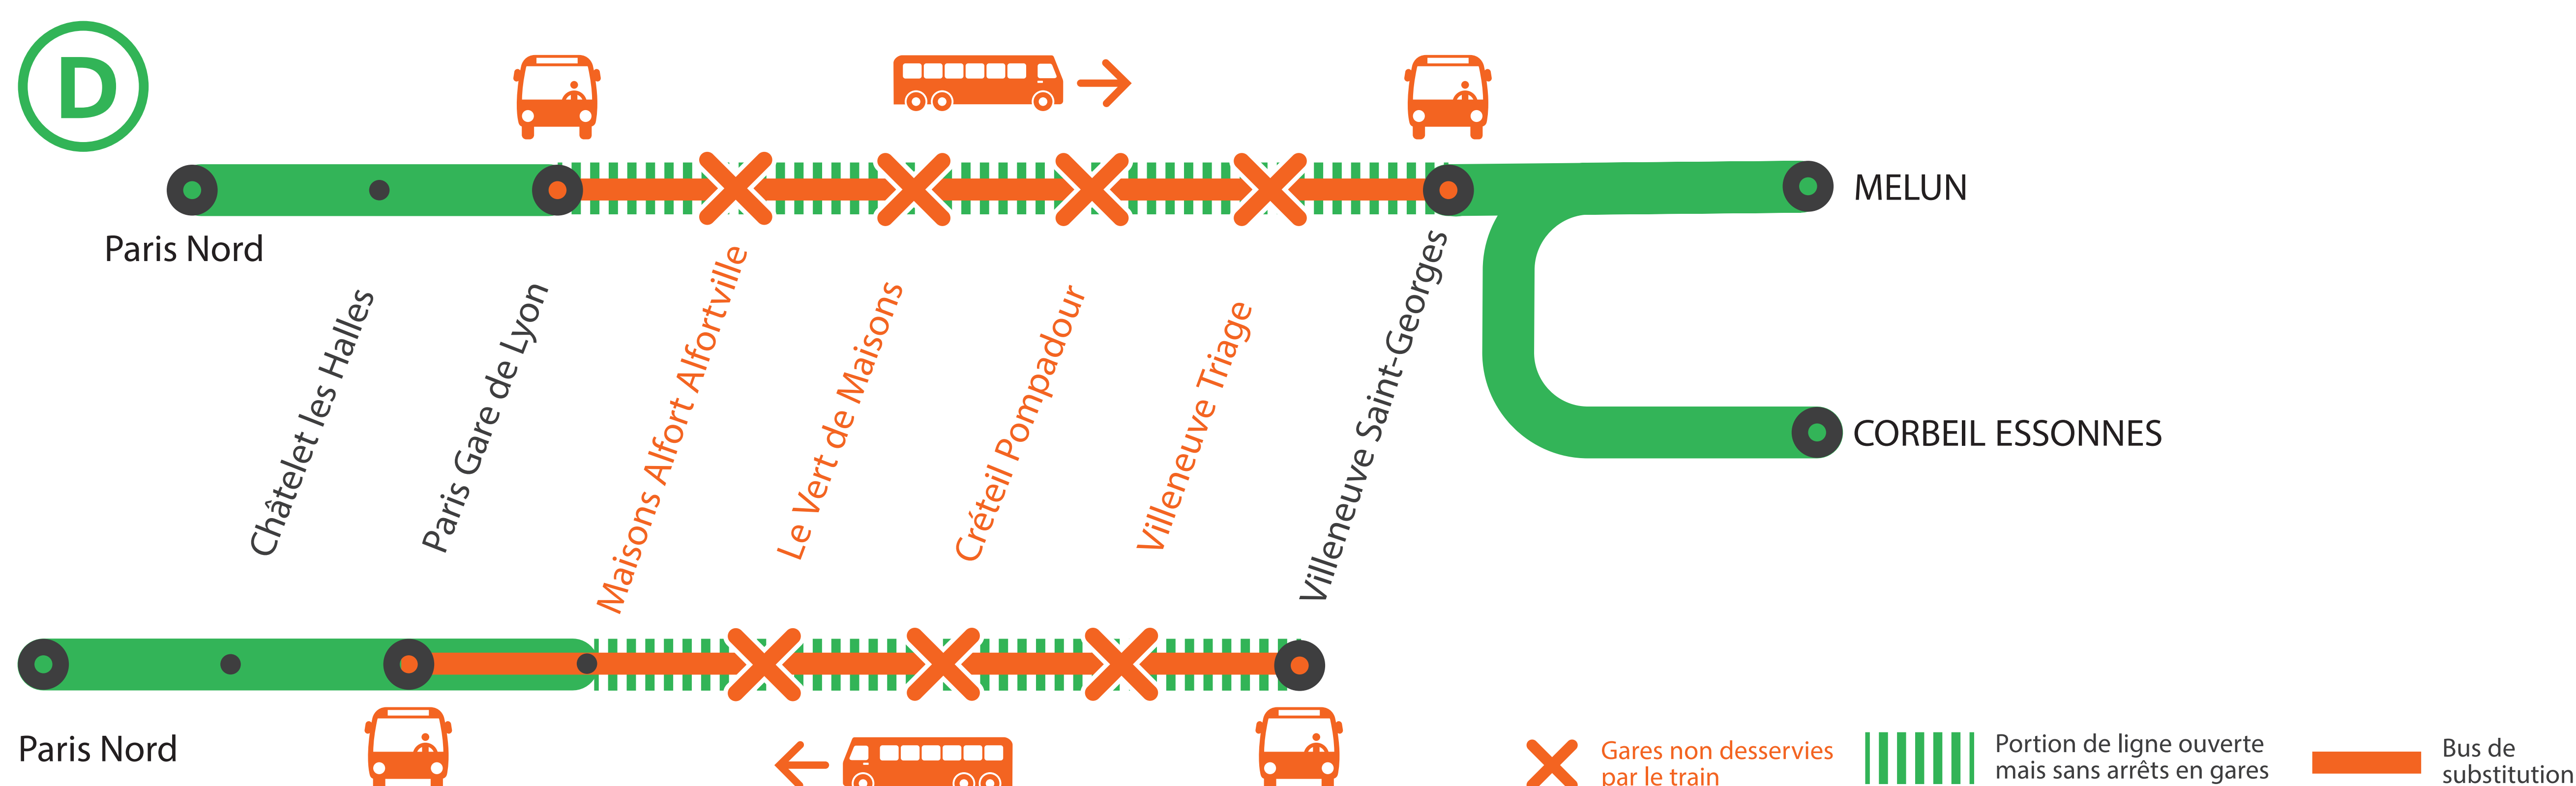 D
MELUN
Paris Nord
Châtelet les Halles
Paris Gare de Lyon
Maisons Alfort Alfortville
Le Vert de Maisons
Créteil Pompadour
Villeneuve Triage
Villeneuve Saint-Georges
CORBEIL ESSONNES
Paris Nord
Gares non desservies
par le train
Portion de ligne ouverte
mais sans arrêts en gares
Bus de
substitution